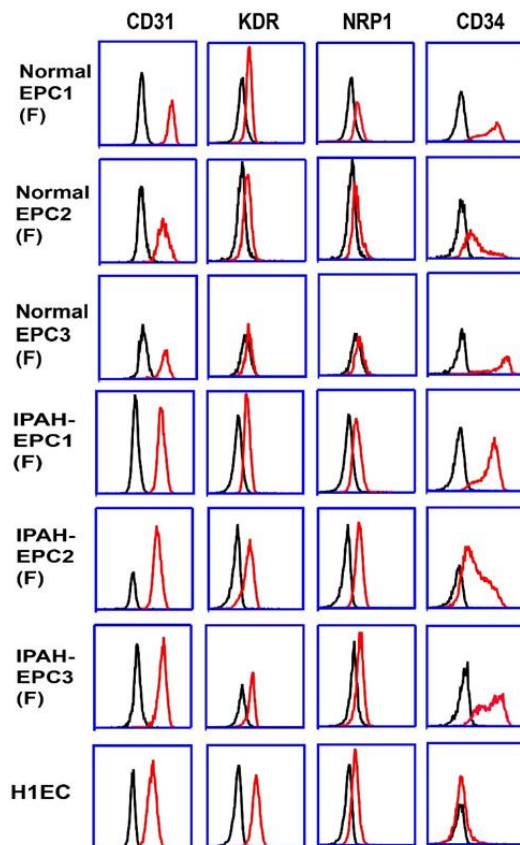 CD31 KDR NRP1 CD34
Normal
EPC1
(F)
Normal
EPC2
(F)
Normal
EPC3
(F)
IPAH-
EPC1
(F)
IPAH-
EPC2
(F)
IPAH-
EPC3
(F)
H1EC